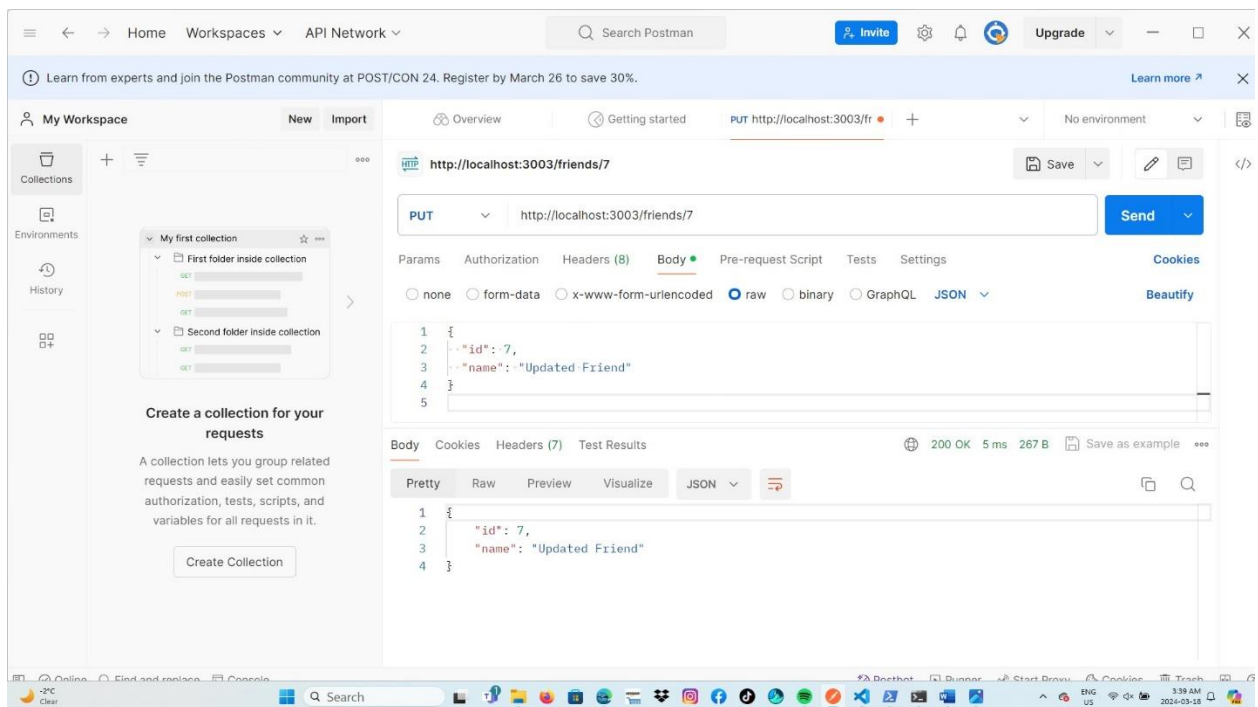 Home Workspaces API Network Search Postman Invite Upgrade
Learn from experts and join the Postman community at POST/CON 24. Register by March 26 to save 30%. Learn more
My Workspace New Import
Overview Getting started PUT http://localhost:3003/fr No environment
Collections
Environments
History
My first collection
First folder inside collection
GET
POST
GET
Second folder inside collection
GET
GET
Create a collection for your
requests
A collection lets you group related
requests and easily set common
authorization, tests, scripts, and
variables for all requests in it.
Create Collection
HTTP http://localhost:3003/friends/7 Save
PUT http://localhost:3003/friends/7 Send
Params Authorization Headers (8) Body Pre-request Script Tests Settings Cookies
none form-data x-www-form-urlencoded raw binary GraphQL JSON Beautify
1 {
2 "id": 7,
3 "name": "Updated Friend"
4 }
5
Body Cookies Headers (7) Test Results 200 OK 5 ms 267 B Save as example
Pretty Raw Preview Visualize JSON
1 {
2 "id": 7,
3 "name": "Updated Friend"
4 }
Online Find and replace Console Postbot Runner Start Proxy Cookies Trash
-2°C
Clear
Search
ENG
US
3:39 AM
2024-03-18